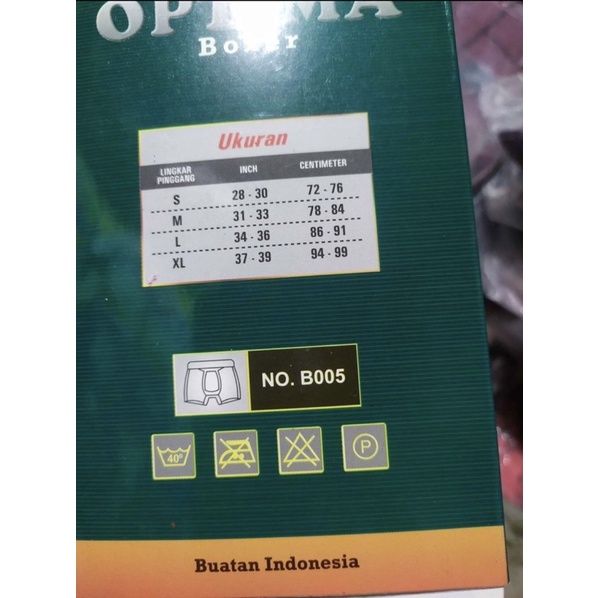 OPTIMA
Boxer
Ukuran
LINGKAR PINGGANG INCH CENTIMETER
S 28 - 30 72 - 76
M 31 - 33 78 - 84
L 34 - 36 86 - 91
XL 37 - 39 94 - 99
NO. B005
40° P
Buatan Indonesia